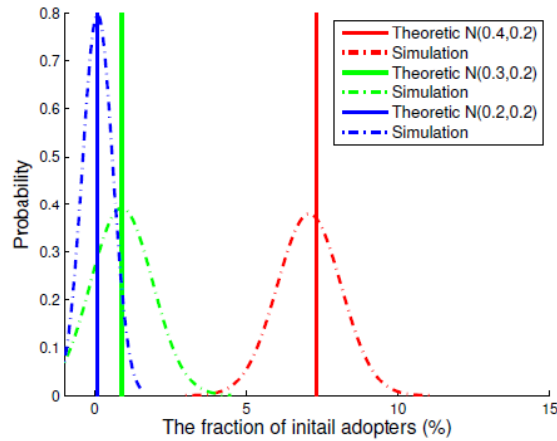 Theoretic N(0.4,0.2)
Simulation
Theoretic N(0.3,0.2)
Simulation
Theoretic N(0.2,0.2)
Simulation
Probability
0.8
0.7
0.6
0.5
0.4
0.3
0.2
0.1
0
0 5 10 15
The fraction of initail adopters (%)